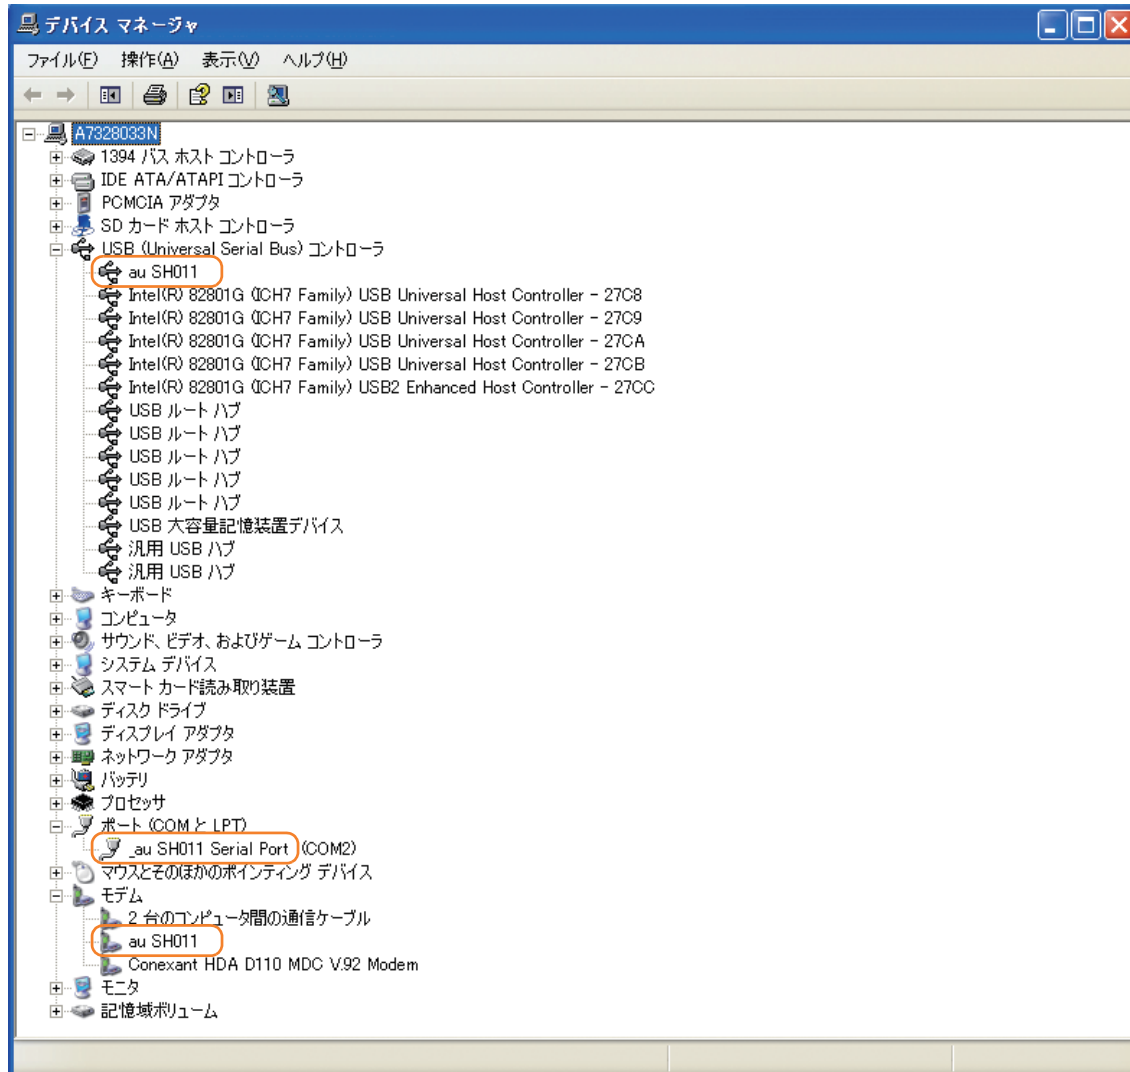 デバイス マネージャ
ファイル(F) 操作(A) 表示(V) ヘルプ(H)
A7328033N
1394 バス ホスト コントローラ
IDE ATA/ATAPI コントローラ
PCMCIA アダプタ
SD カード ホスト コントローラ
USB (Universal Serial Bus) コントローラ
au SH011
Intel(R) 82801G (ICH7 Family) USB Universal Host Controller - 27C8
Intel(R) 82801G (ICH7 Family) USB Universal Host Controller - 27C9
Intel(R) 82801G (ICH7 Family) USB Universal Host Controller - 27CA
Intel(R) 82801G (ICH7 Family) USB Universal Host Controller - 27CB
Intel(R) 82801G (ICH7 Family) USB2 Enhanced Host Controller - 27CC
USB ルート ハブ
USB ルート ハブ
USB ルート ハブ
USB ルート ハブ
USB ルート ハブ
USB 大容量記憶装置デバイス
汎用 USB ハブ
汎用 USB ハブ
キーボード
コンピュータ
サウンド、ビデオ、およびゲーム コントローラ
システム デバイス
スマート カード読み取り装置
ディスク ドライブ
ディスプレイ アダプタ
ネットワーク アダプタ
バッテリ
プロセッサ
ポート (COM と LPT)
_au SH011 Serial Port (COM2)
マウスとそのほかのポインティング デバイス
モデム
2 台のコンピュータ間の通信ケーブル
au SH011
Conexant HDA D110 MDC V.92 Modem
モニタ
記憶域ボリューム